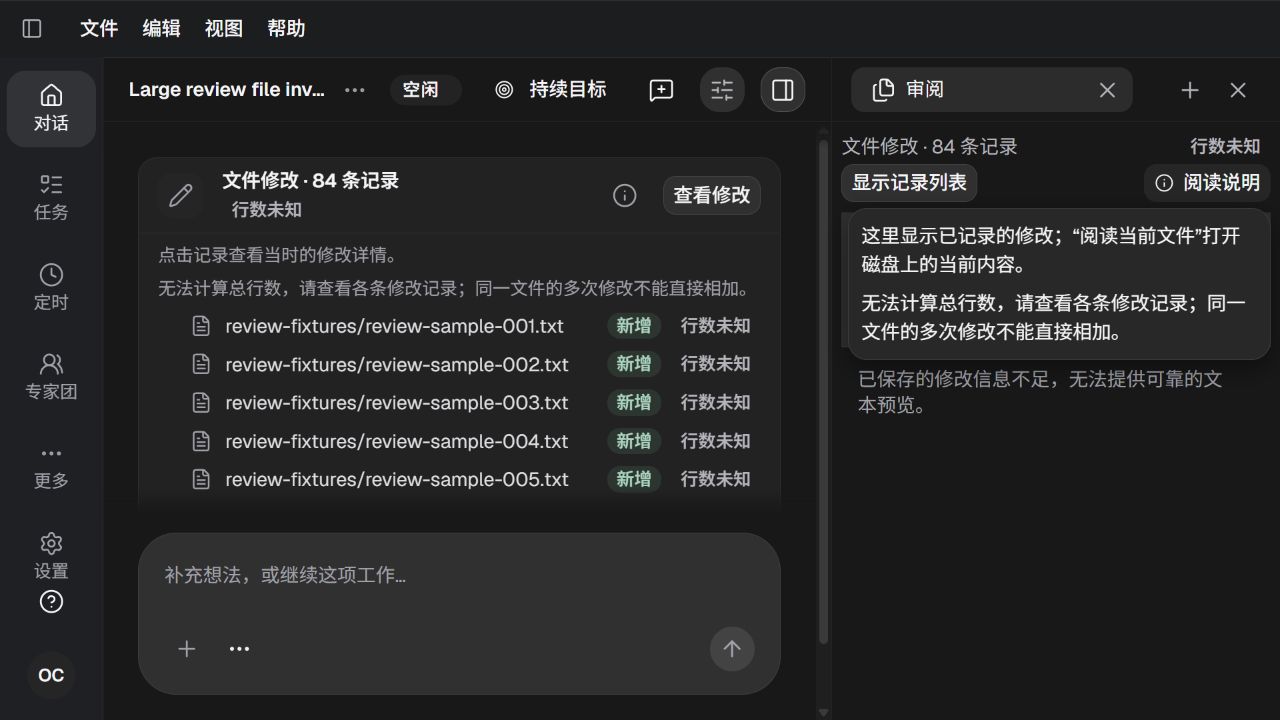 文件 编辑 视图 帮助
对话
任务
定时
专家团
更多
设置
OC
Large review file inv... 空闲 持续目标
文件修改 · 84 条记录
行数未知
查看修改
点击记录查看当时的修改详情。
无法计算总行数，请查看各条修改记录；同一文件的多次修改不能直接相加。
review-fixtures/review-sample-001.txt 新增 行数未知
review-fixtures/review-sample-002.txt 新增 行数未知
review-fixtures/review-sample-003.txt 新增 行数未知
review-fixtures/review-sample-004.txt 新增 行数未知
review-fixtures/review-sample-005.txt 新增 行数未知
补充想法，或继续这项工作...
审阅
文件修改 · 84 条记录 行数未知
显示记录列表 阅读说明
这里显示已记录的修改；“阅读当前文件”打开
磁盘上的当前内容。
无法计算总行数，请查看各条修改记录；同一
文件的多次修改不能直接相加。
已保存的修改信息不足，无法提供可靠的文
本预览。